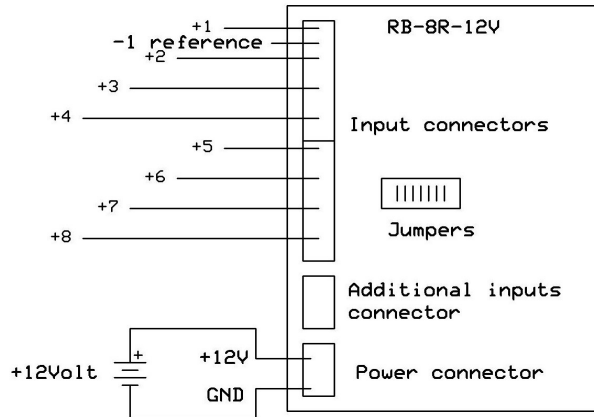 +1
RB-8R-12V
-1 reference
+2
+3
+4
Input connectors
+5
+6
+7
Jumpers
+8
Additional inputs
connector
+
+12V
+12Volt
Power connector
GND